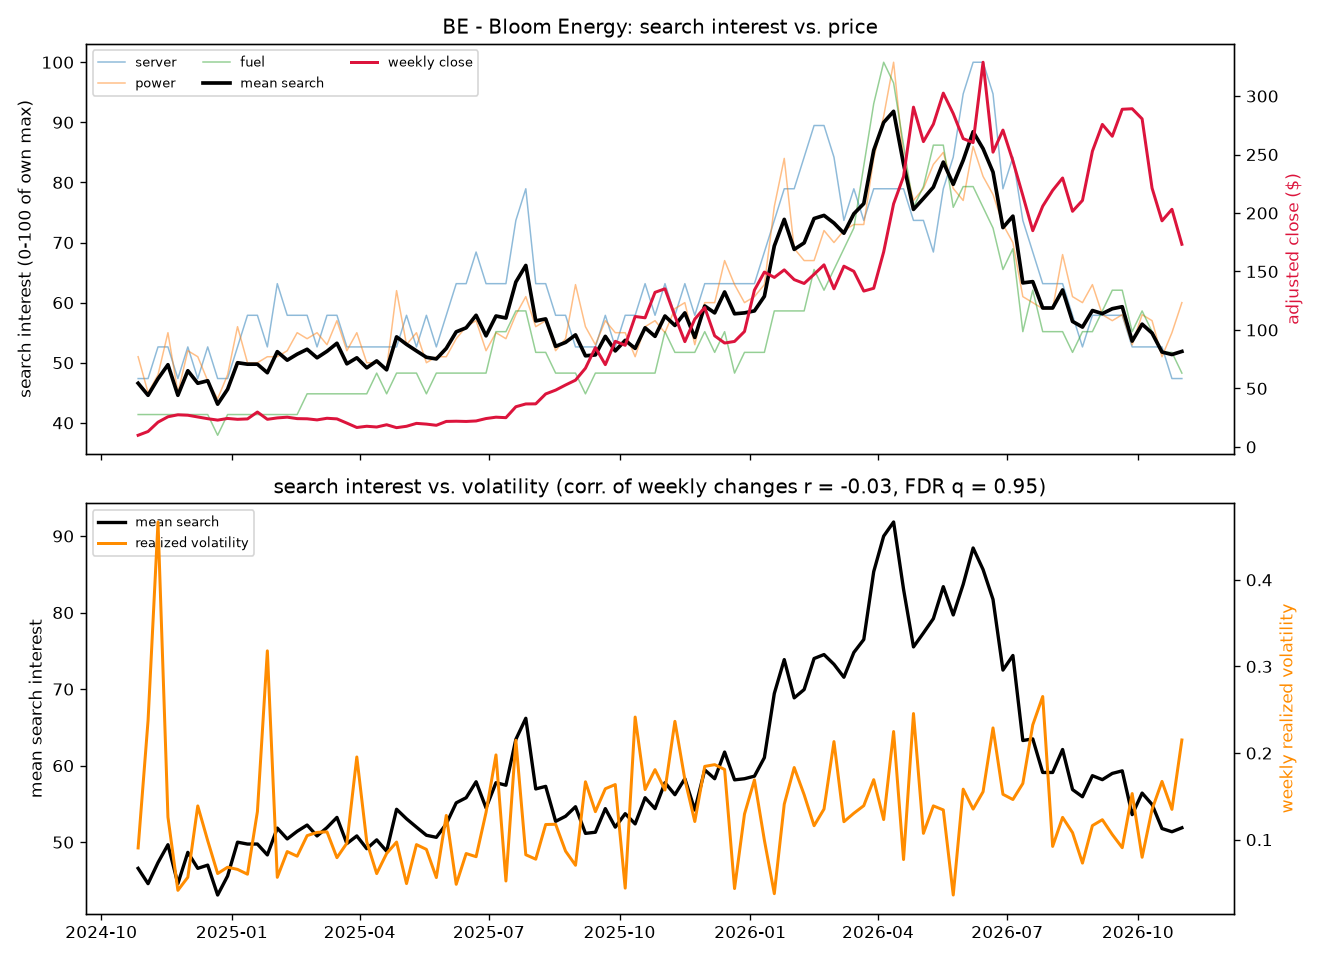 BE - Bloom Energy: search interest vs. price
server
power
fuel
mean search
weekly close
100
90
80
70
60
50
40
search interest (0-100 of own max)
300
250
200
150
100
50
0
adjusted close ($)
search interest vs. volatility (corr. of weekly changes r = -0.03, FDR q = 0.95)
mean search
realized volatility
90
80
70
60
50
mean search interest
0.4
0.3
0.2
0.1
weekly realized volatility
2024-10
2025-01
2025-04
2025-07
2025-10
2026-01
2026-04
2026-07
2026-10